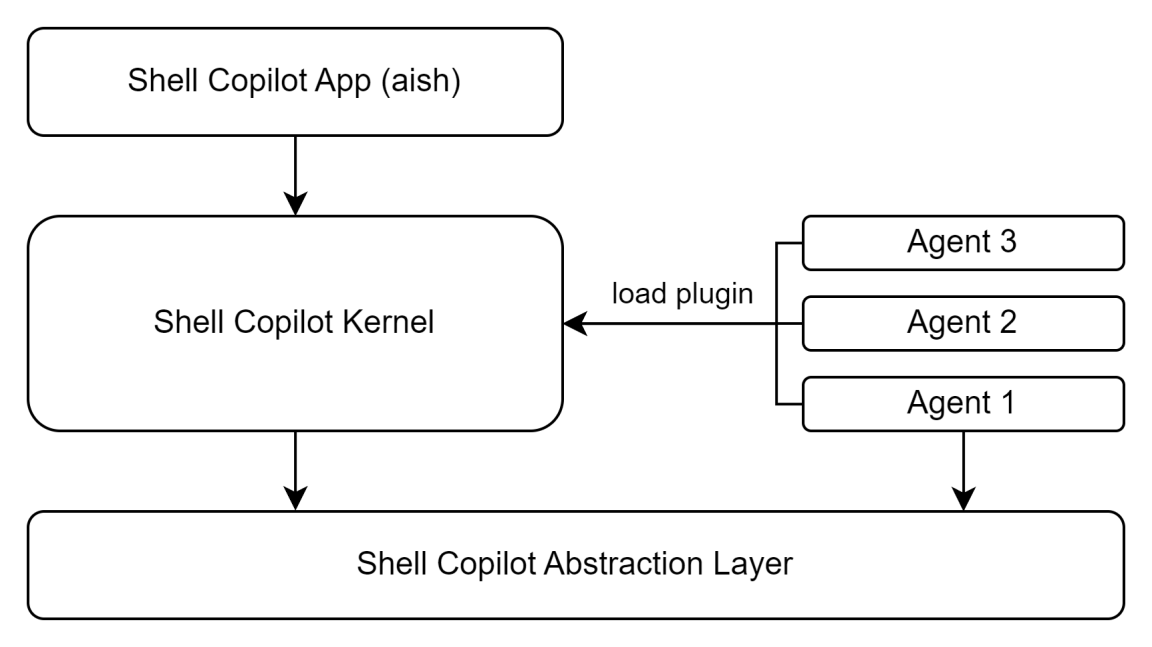 Shell Copilot App (aish)
Shell Copilot Kernel
load plugin
Agent 3
Agent 2
Agent 1
Shell Copilot Abstraction Layer